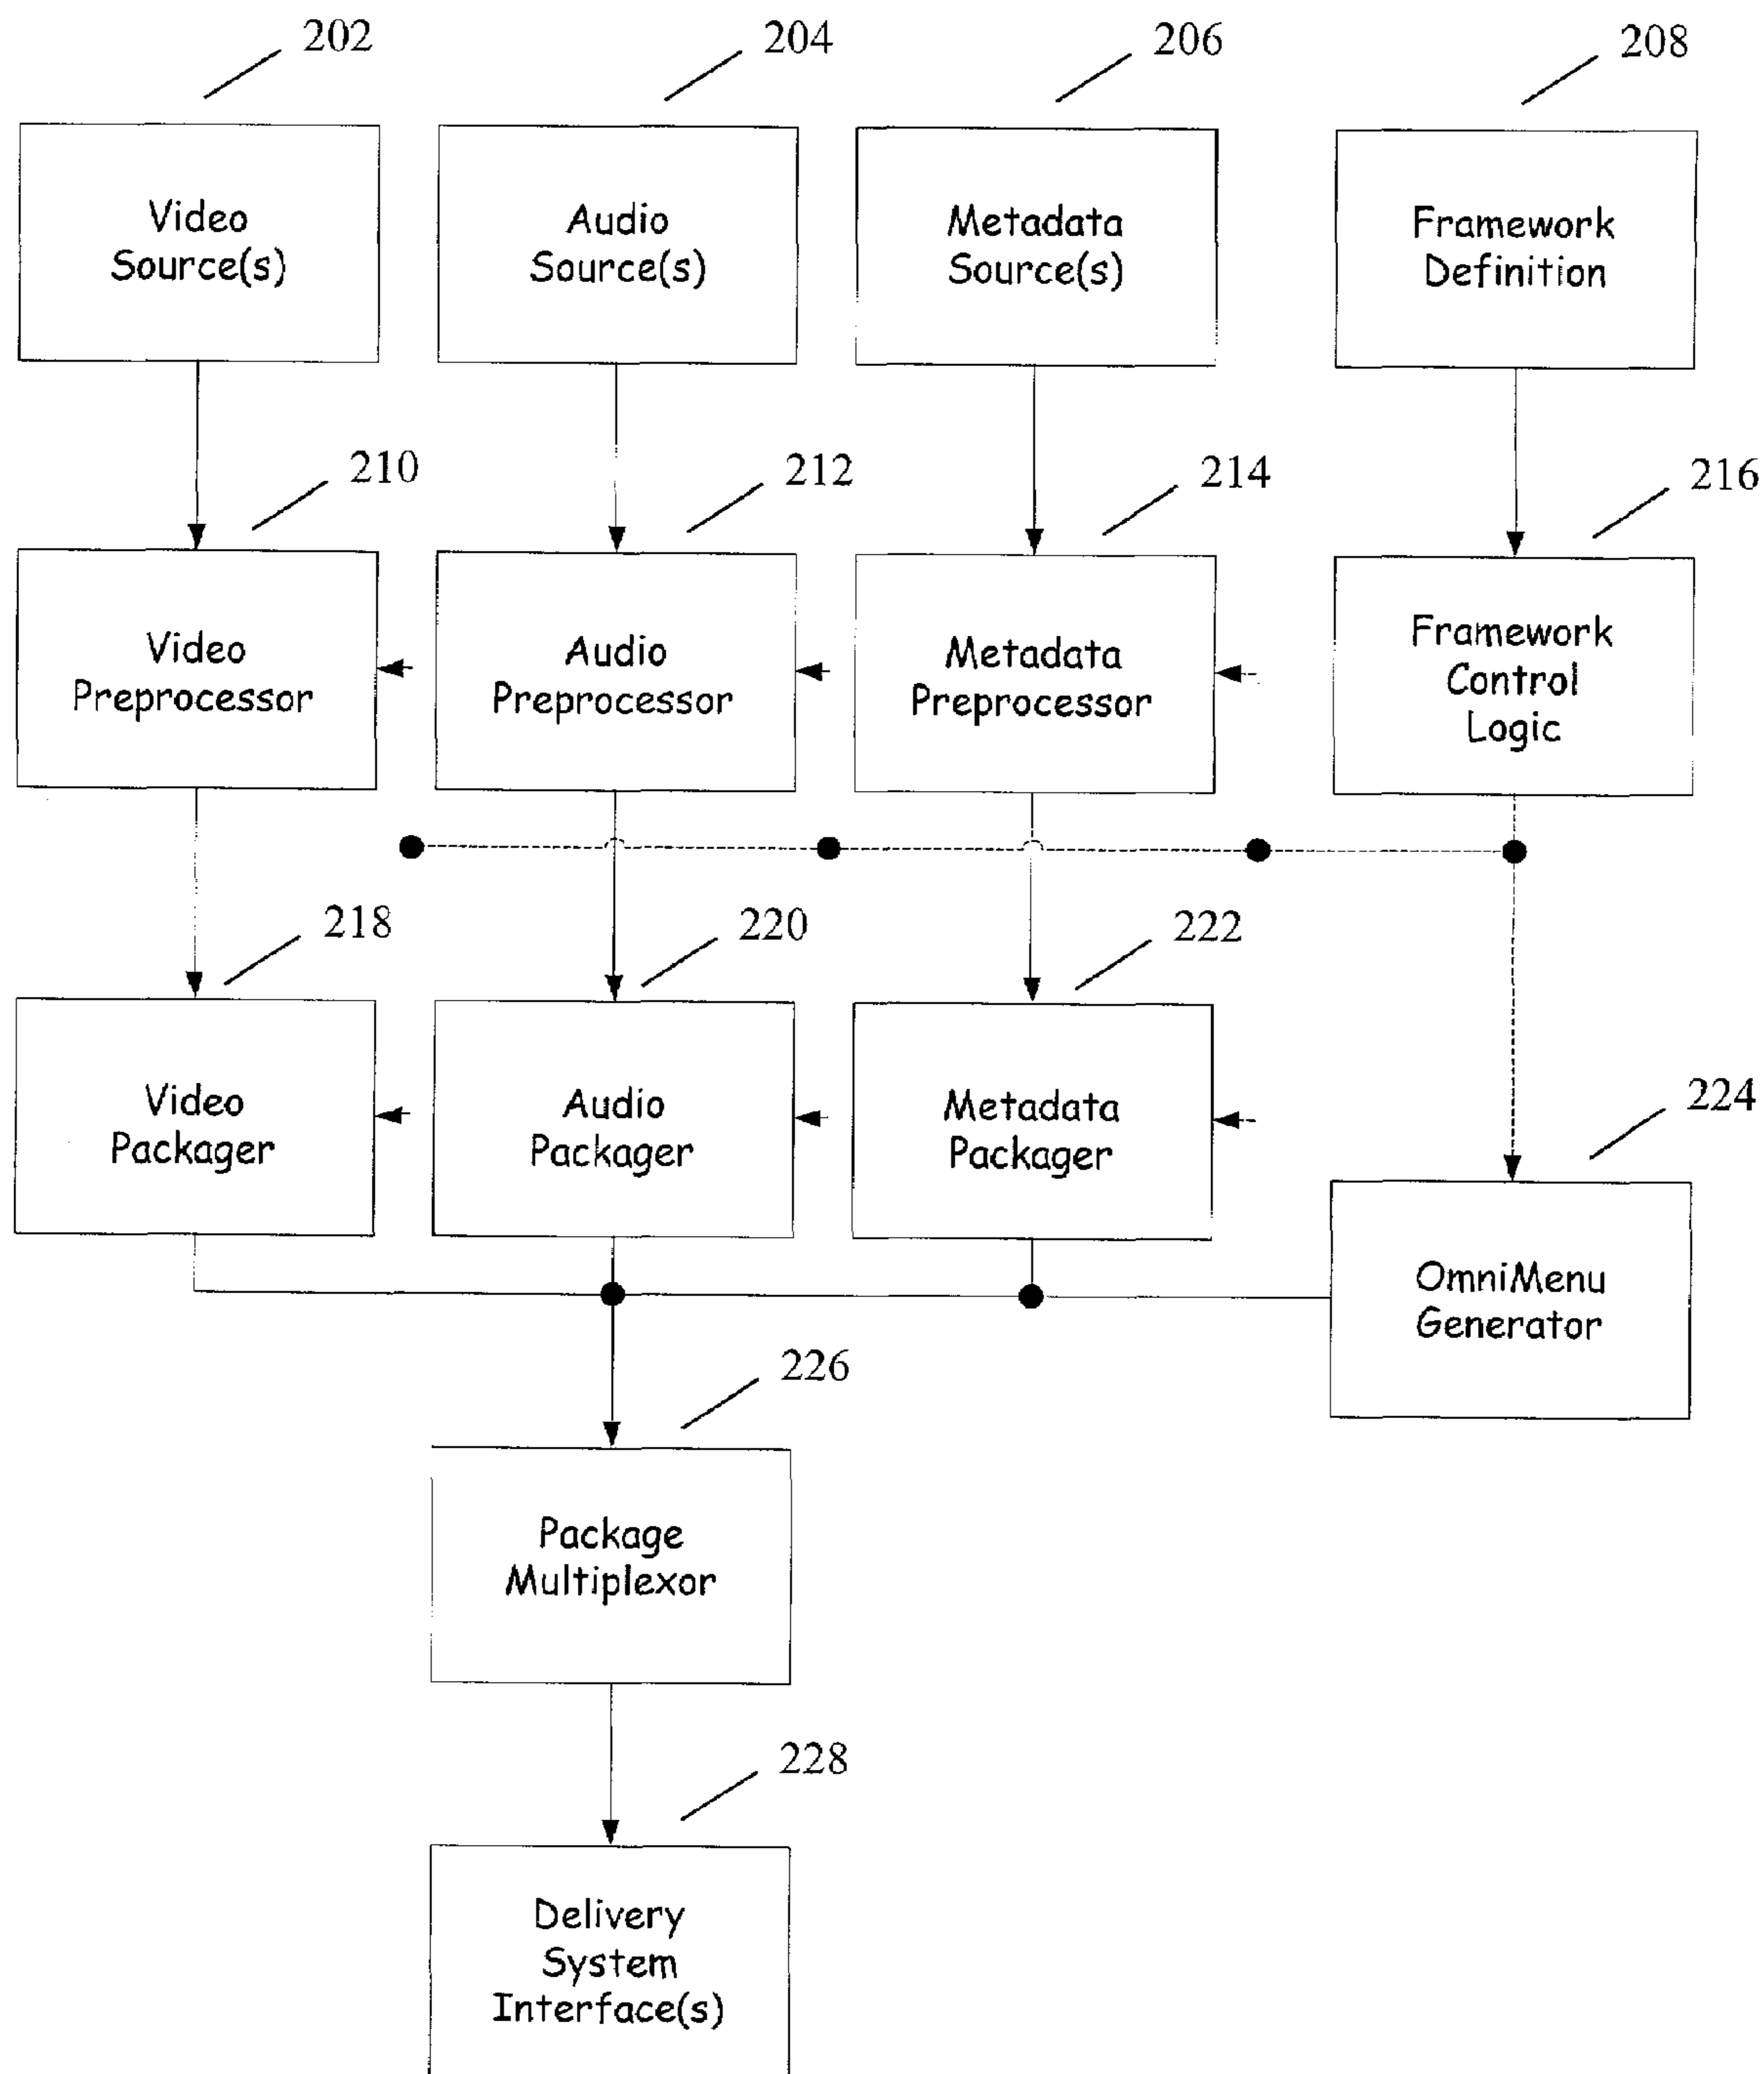 202
204
206
208
Video
Source(s)
Audio
Source(s)
Metadata
Source(s)
Framework
Definition
210
212
214
216
Video
Preprocessor
Audio
Preprocessor
Metadata
Preprocessor
Framework
Control
Logic
218
220
222
224
Video
Packager
Audio
Packager
Metadata
Packager
OmniMenu
Generator
226
Package
Multiplexor
228
Delivery
System
Interface(s)